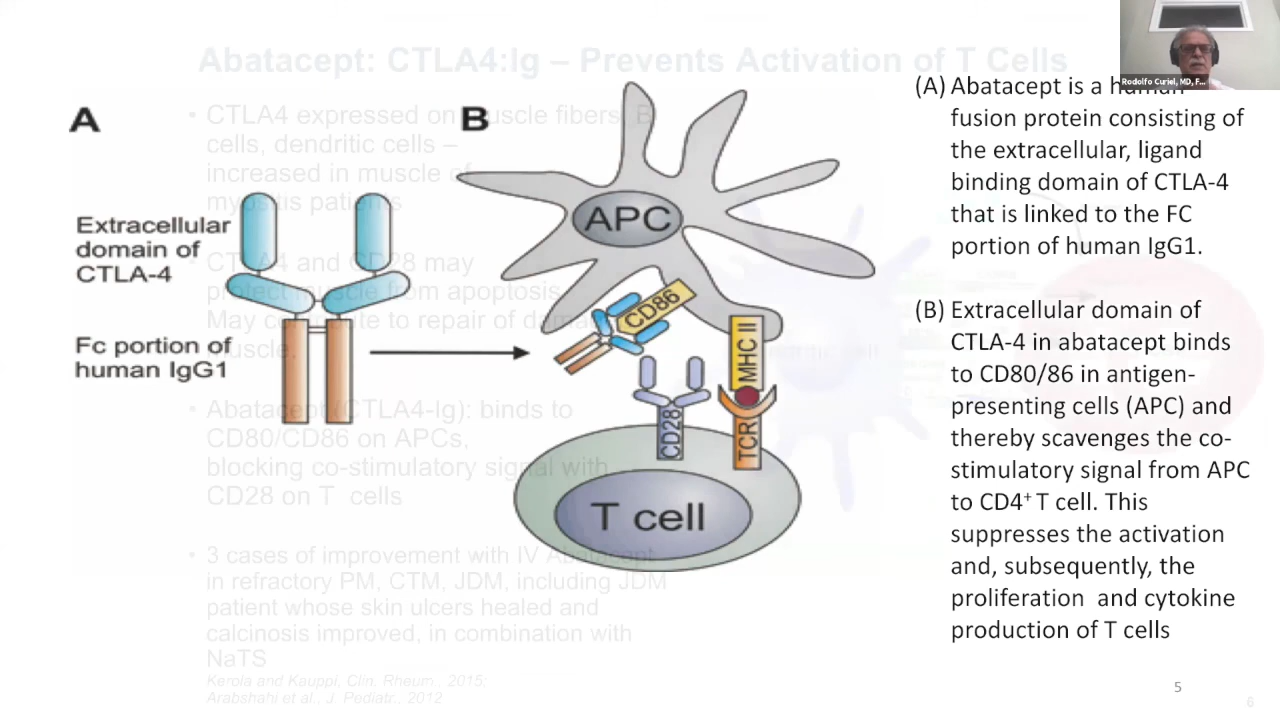 Abatacept: CTLA4:Ig – Prevents Activation of T Cells
• CTLA4 expressed on muscle fibers, B
cells, dendritic cells –
increased in muscle of
myositis patients
• CTLA4 and CD28 may
protect muscle from apoptosis
May contribute to repair of
muscle.
• Abatacept (CTLA4-Ig): binds to
CD80/CD86 on APCs,
blocking co-stimulatory signal with
CD28 on T cells
• 3 cases of improvement with IV Abatacept
in refractory PM, CTM, JDM, including JDM
patient whose skin ulcers healed and
calcinosis improved, in combination with
NaTS
Kerola and Kauppi, Clin. Rheum., 2015;
Arabshahi et al., J. Pediatr., 2012
A
Extracellular
domain of
CTLA-4
Fc portion of
human IgG1
B
APC
CD86
MHC II
CD28
TCR
T cell
Rodolfo Curiel, MD, F...
(A) Abatacept is a human
fusion protein consisting of
the extracellular, ligand
binding domain of CTLA-4
that is linked to the FC
portion of human IgG1.
(B) Extracellular domain of
CTLA-4 in abatacept binds
to CD80/86 in antigen-
presenting cells (APC) and
thereby scavenges the co-
stimulatory signal from APC
to CD4⁺ T cell. This
suppresses the activation
and, subsequently, the
proliferation and cytokine
production of T cells
5
6